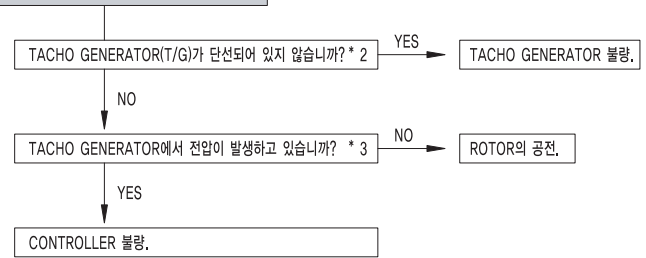 TACHO GENERATOR(T/G)가 단선되어 있지 않습니까?* 2
YES
TACHO GENERATOR 불량.
NO
TACHO GENERATOR에서 전압이 발생하고 있습니까? * 3
NO
ROTOR의 공전.
YES
CONTROLLER 불량.